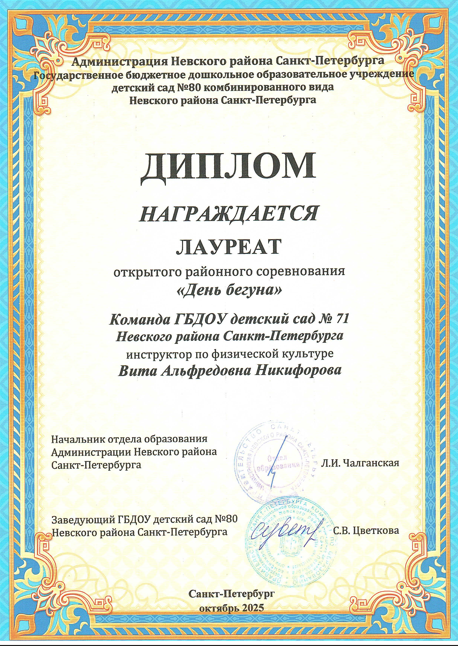 Администрация Невского района Санкт-Петербурга
Государственное бюджетное дошкольное образовательное учреждение
детский сад №80 комбинированного вида
Невского района Санкт-Петербурга
ДИПЛОМ
НАГРАЖДАЕТСЯ
ЛАУРЕАТ
открытого районного соревнования
«День бегуна»
Команда ГБДОУ детский сад № 71
Невского района Санкт-Петербурга
инструктор по физической культуре
Вита Альфредовна Никифорова
Начальник отдела образования
Администрации Невского района
Санкт-Петербурга
Л.И. Чалганская
Заведующий ГБДОУ детский сад №80
Невского района Санкт-Петербурга
С.В. Цветкова
Санкт-Петербург
октябрь 2025